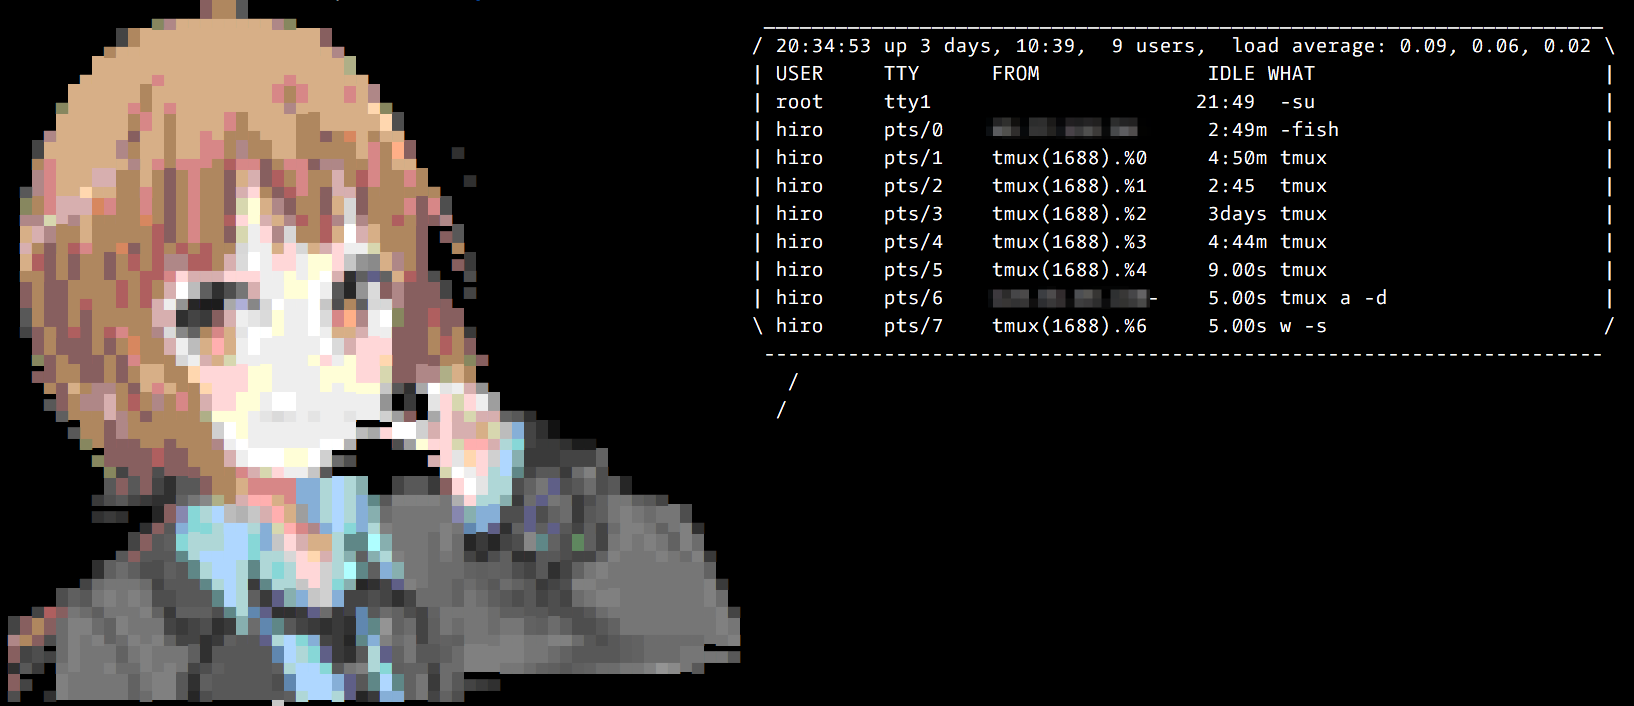 / 20:34:53 up 3 days, 10:39,  9 users,  load average: 0.09, 0.06, 0.02 \
| USER     TTY      FROM              IDLE WHAT                        |
| root     tty1                      21:49  -su                        |
| hiro     pts/0                      2:49m -fish                      |
| hiro     pts/1    tmux(1688).%0     4:50m tmux                       |
| hiro     pts/2    tmux(1688).%1     2:45  tmux                       |
| hiro     pts/3    tmux(1688).%2     3days tmux                       |
| hiro     pts/4    tmux(1688).%3     4:44m tmux                       |
| hiro     pts/5    tmux(1688).%4     9.00s tmux                       |
| hiro     pts/6                -     5.00s tmux a -d                  |
\ hiro     pts/7    tmux(1688).%6     5.00s w -s                       /